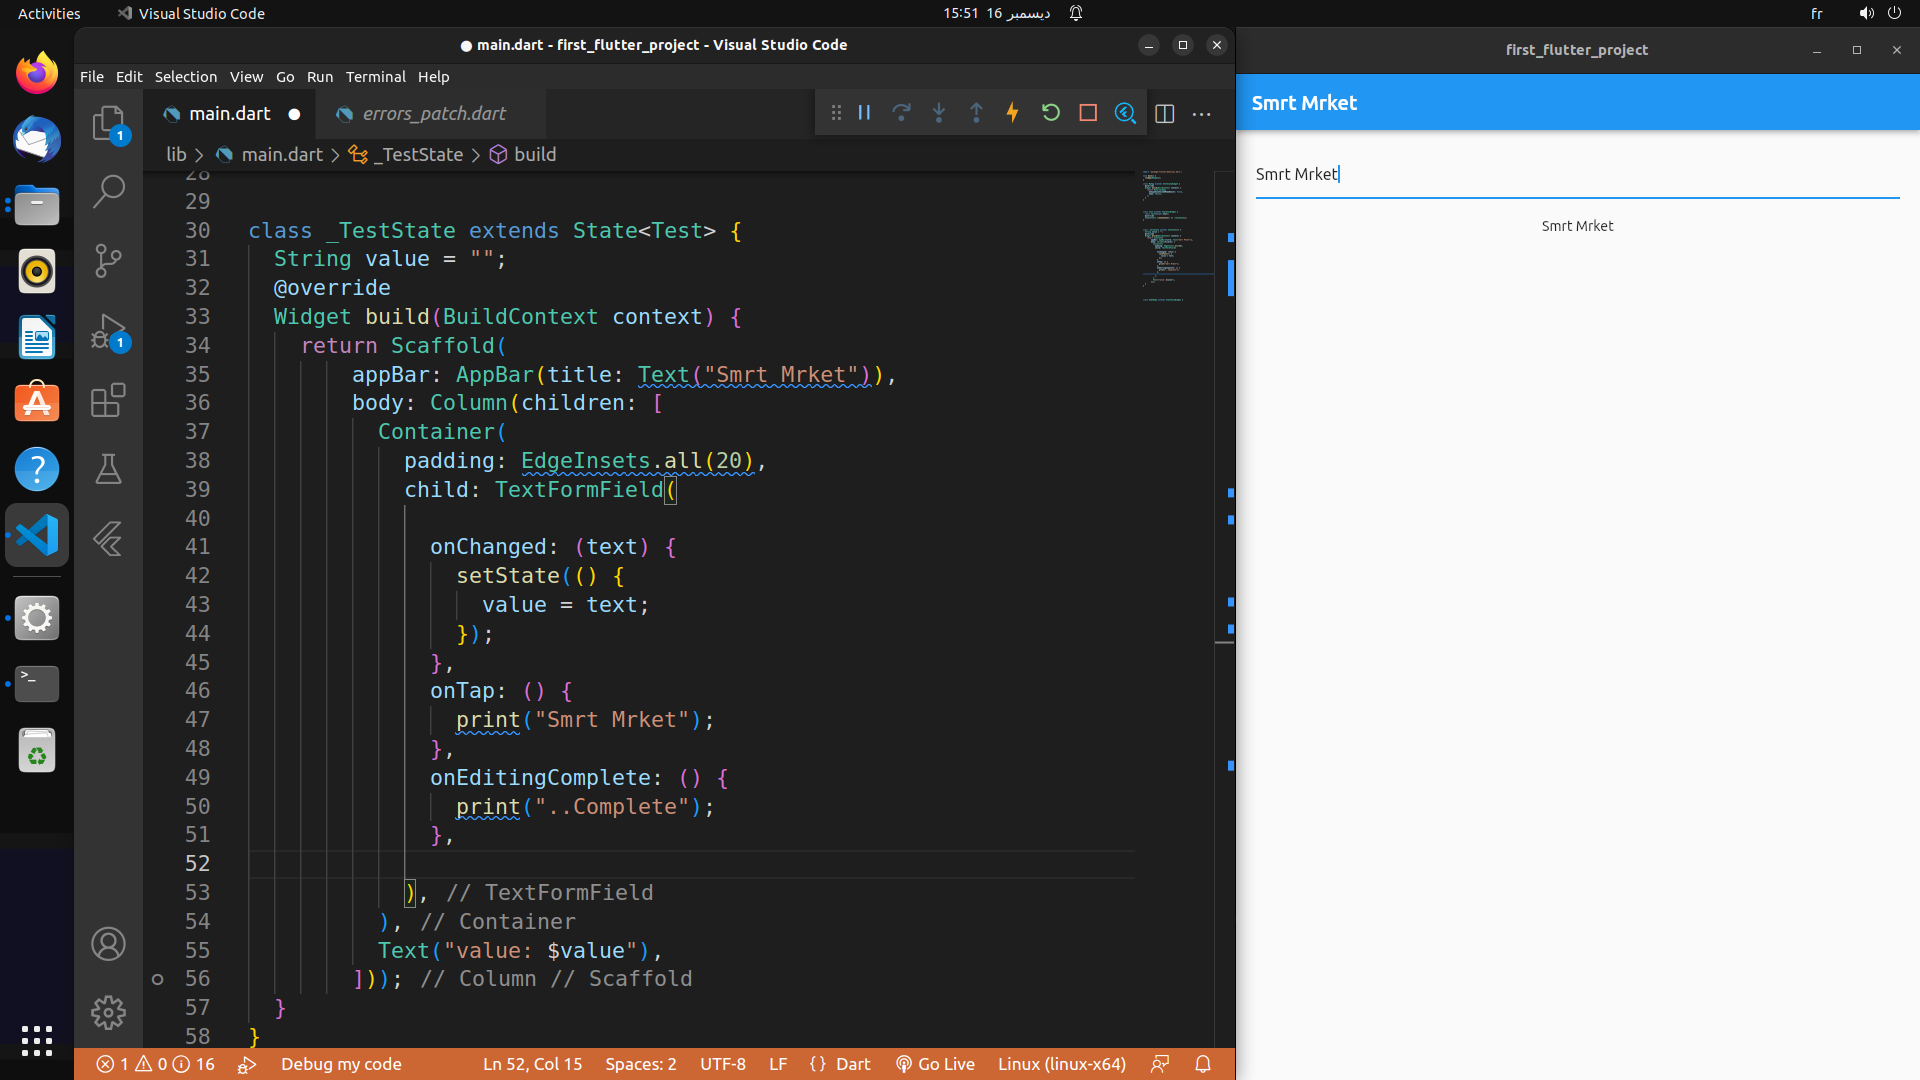 Activities
Visual Studio Code
15:51 16 ديسمبر
fr
main.dart - first_flutter_project - Visual Studio Code
File Edit Selection View Go Run Terminal Help
main.dart
errors_patch.dart
lib > main.dart > _TestState > build
1
1
28
29
30 class _TestState extends State<Test> {
31 String value = "";
32 @override
33 Widget build(BuildContext context) {
34 return Scaffold(
35 appBar: AppBar(title: Text("Smrt Mrket")),
36 body: Column(children: [
37 Container(
38 padding: EdgeInsets.all(20),
39 child: TextFormField(
40
41 onChanged: (text) {
42 setState(() {
43 value = text;
44 });
45 },
46 onTap: () {
47 print("Smrt Mrket");
48 },
49 onEditingComplete: () {
50 print("..Complete");
51 },
52
53 ), // TextFormField
54 ), // Container
55 Text("value: $value"),
56 ])); // Column // Scaffold
57 }
58 }
1 0 16 Debug my code Ln 52, Col 15 Spaces: 2 UTF-8 LF {} Dart Go Live Linux (linux-x64)
first_flutter_project
Smrt Mrket
Smrt Mrket
Smrt Mrket